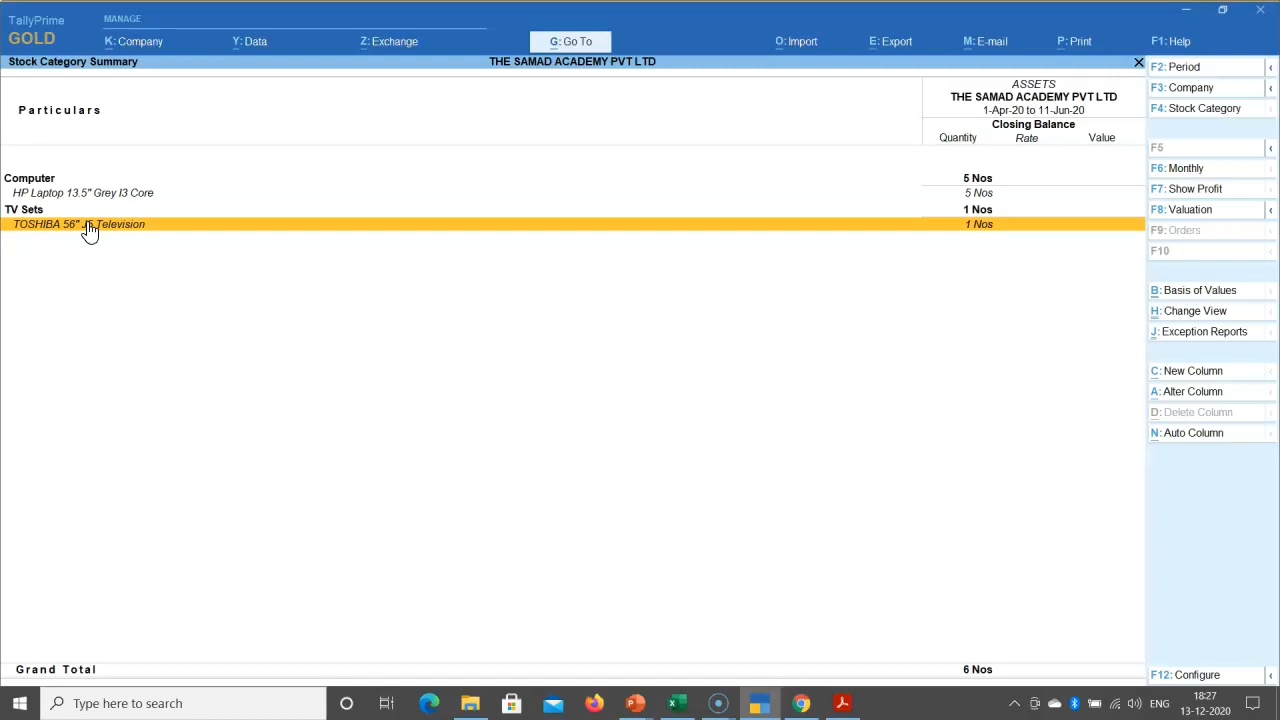 TallyPrime
GOLD
MANAGE
K: Company
Y: Data
Z: Exchange
G: Go To
O: Import
E: Export
M: E-mail
P: Print
F1: Help
Stock Category Summary
THE SAMAD ACADEMY PVT LTD
Particulars
ASSETS
THE SAMAD ACADEMY PVT LTD
1-Apr-20 to 11-Jun-20
Closing Balance
Quantity Rate Value
Computer 5 Nos
HP Laptop 13.5" Grey I3 Core 5 Nos
TV Sets 1 Nos
TOSHIBA 56" Television 1 Nos
Grand Total 6 Nos
F2: Period
F3: Company
F4: Stock Category
F5
F6: Monthly
F7: Show Profit
F8: Valuation
F9: Orders
F10
B: Basis of Values
H: Change View
J: Exception Reports
C: New Column
A: Alter Column
D: Delete Column
N: Auto Column
F12: Configure
Type here to search
ENG
18:27
13-12-2020